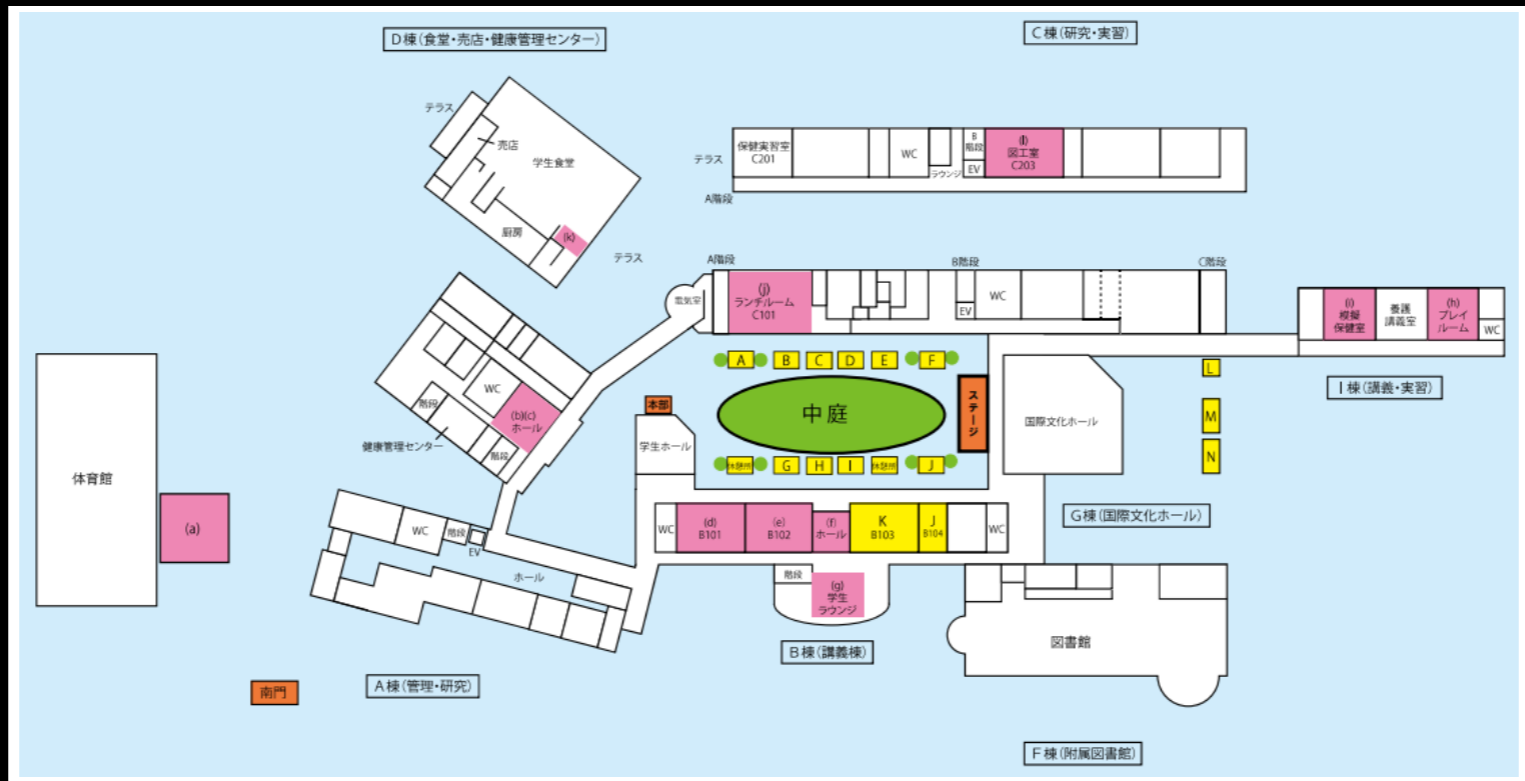 D棟(食堂・売店・健康管理センター)
C棟(研究・実習)
テラス
売店
学生食堂
厨房
(k)
テラス
テラス
保健実習室
C201
WC
ラウンジ
B
階段
EV
(l)
図工室
C203
A階段
A階段
B階段
C階段
電気室
(j)
ランチルーム
C101
EV
WC
(i)
模擬
保健室
養護
講義室
(h)
プレイ
ルーム
WC
I棟(講義・実習)
WC
階段
(b)(c)
ホール
階段
健康管理センター
本部
学生ホール
A
B
C
D
E
F
中庭
ステージ
休憩所
G
H
I
休憩所
J
国際文化ホール
L
M
N
G棟(国際文化ホール)
体育館
(a)
WC
階段
EV
ホール
WC
(d)
B101
(e)
B102
(f)
ホール
K
B103
J
B104
WC
階段
(g)
学生
ラウンジ
B棟(講義棟)
図書館
南門
A棟(管理・研究)
F棟(附属図書館)